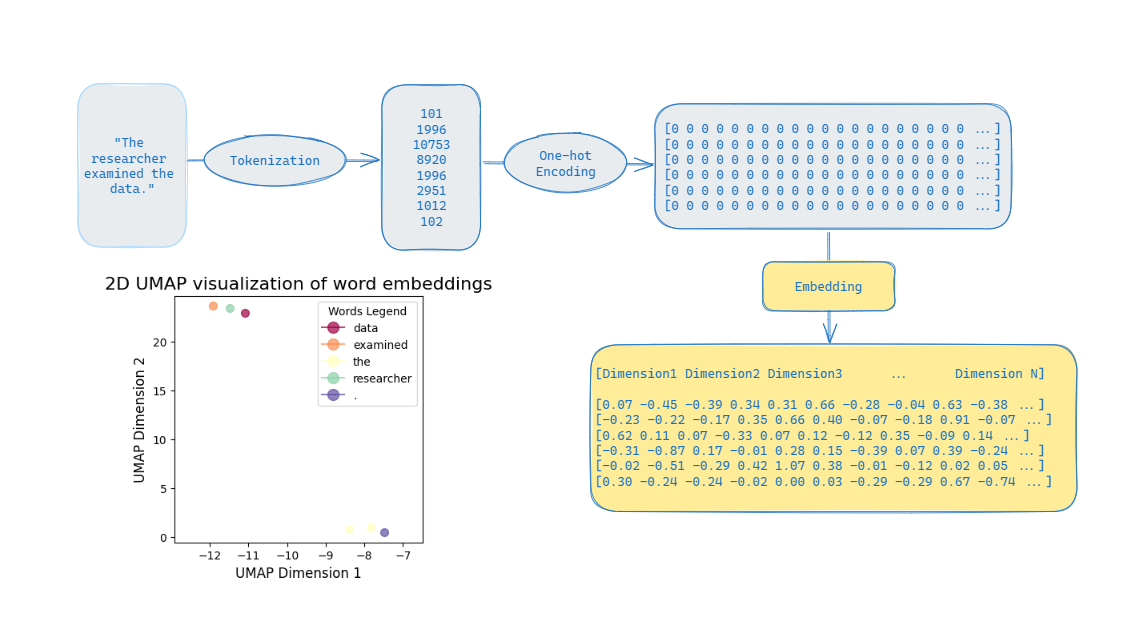 "The
researcher
examined the
data."
Tokenization
101
1996
10753
8920
1996
2951
1012
102
One-hot
Encoding
[0 0 0 0 0 0 0 0 0 0 0 0 0 0 0 0 0 0 0 0 ...]
[0 0 0 0 0 0 0 0 0 0 0 0 0 0 0 0 0 0 0 0 ...]
[0 0 0 0 0 0 0 0 0 0 0 0 0 0 0 0 0 0 0 0 ...]
[0 0 0 0 0 0 0 0 0 0 0 0 0 0 0 0 0 0 0 0 ...]
[0 0 0 0 0 0 0 0 0 0 0 0 0 0 0 0 0 0 0 0 ...]
[0 0 0 0 0 0 0 0 0 0 0 0 0 0 0 0 0 0 0 0 ...]
Embedding
[Dimension1 Dimension2 Dimension3 ... Dimension N]
[0.07 −0.45 −0.39 0.34 0.31 0.66 −0.28 −0.04 0.63 −0.38 ...]
[−0.23 −0.22 −0.17 0.35 0.66 0.40 −0.07 −0.18 0.91 −0.07 ...]
[0.62 0.11 0.07 −0.33 0.07 0.12 −0.12 0.35 −0.09 0.14 ...]
[−0.31 −0.87 0.17 −0.01 0.28 0.15 −0.39 0.07 0.39 −0.24 ...]
[−0.02 −0.51 −0.29 0.42 1.07 0.38 −0.01 −0.12 0.02 0.05 ...]
[0.30 −0.24 −0.24 −0.02 0.00 0.03 −0.29 −0.29 0.67 −0.74 ...]
2D UMAP visualization of word embeddings
Words Legend
data
examined
the
researcher
.
UMAP Dimension 2
20
15
10
5
0
−12 −11 −10 −9 −8 −7
UMAP Dimension 1